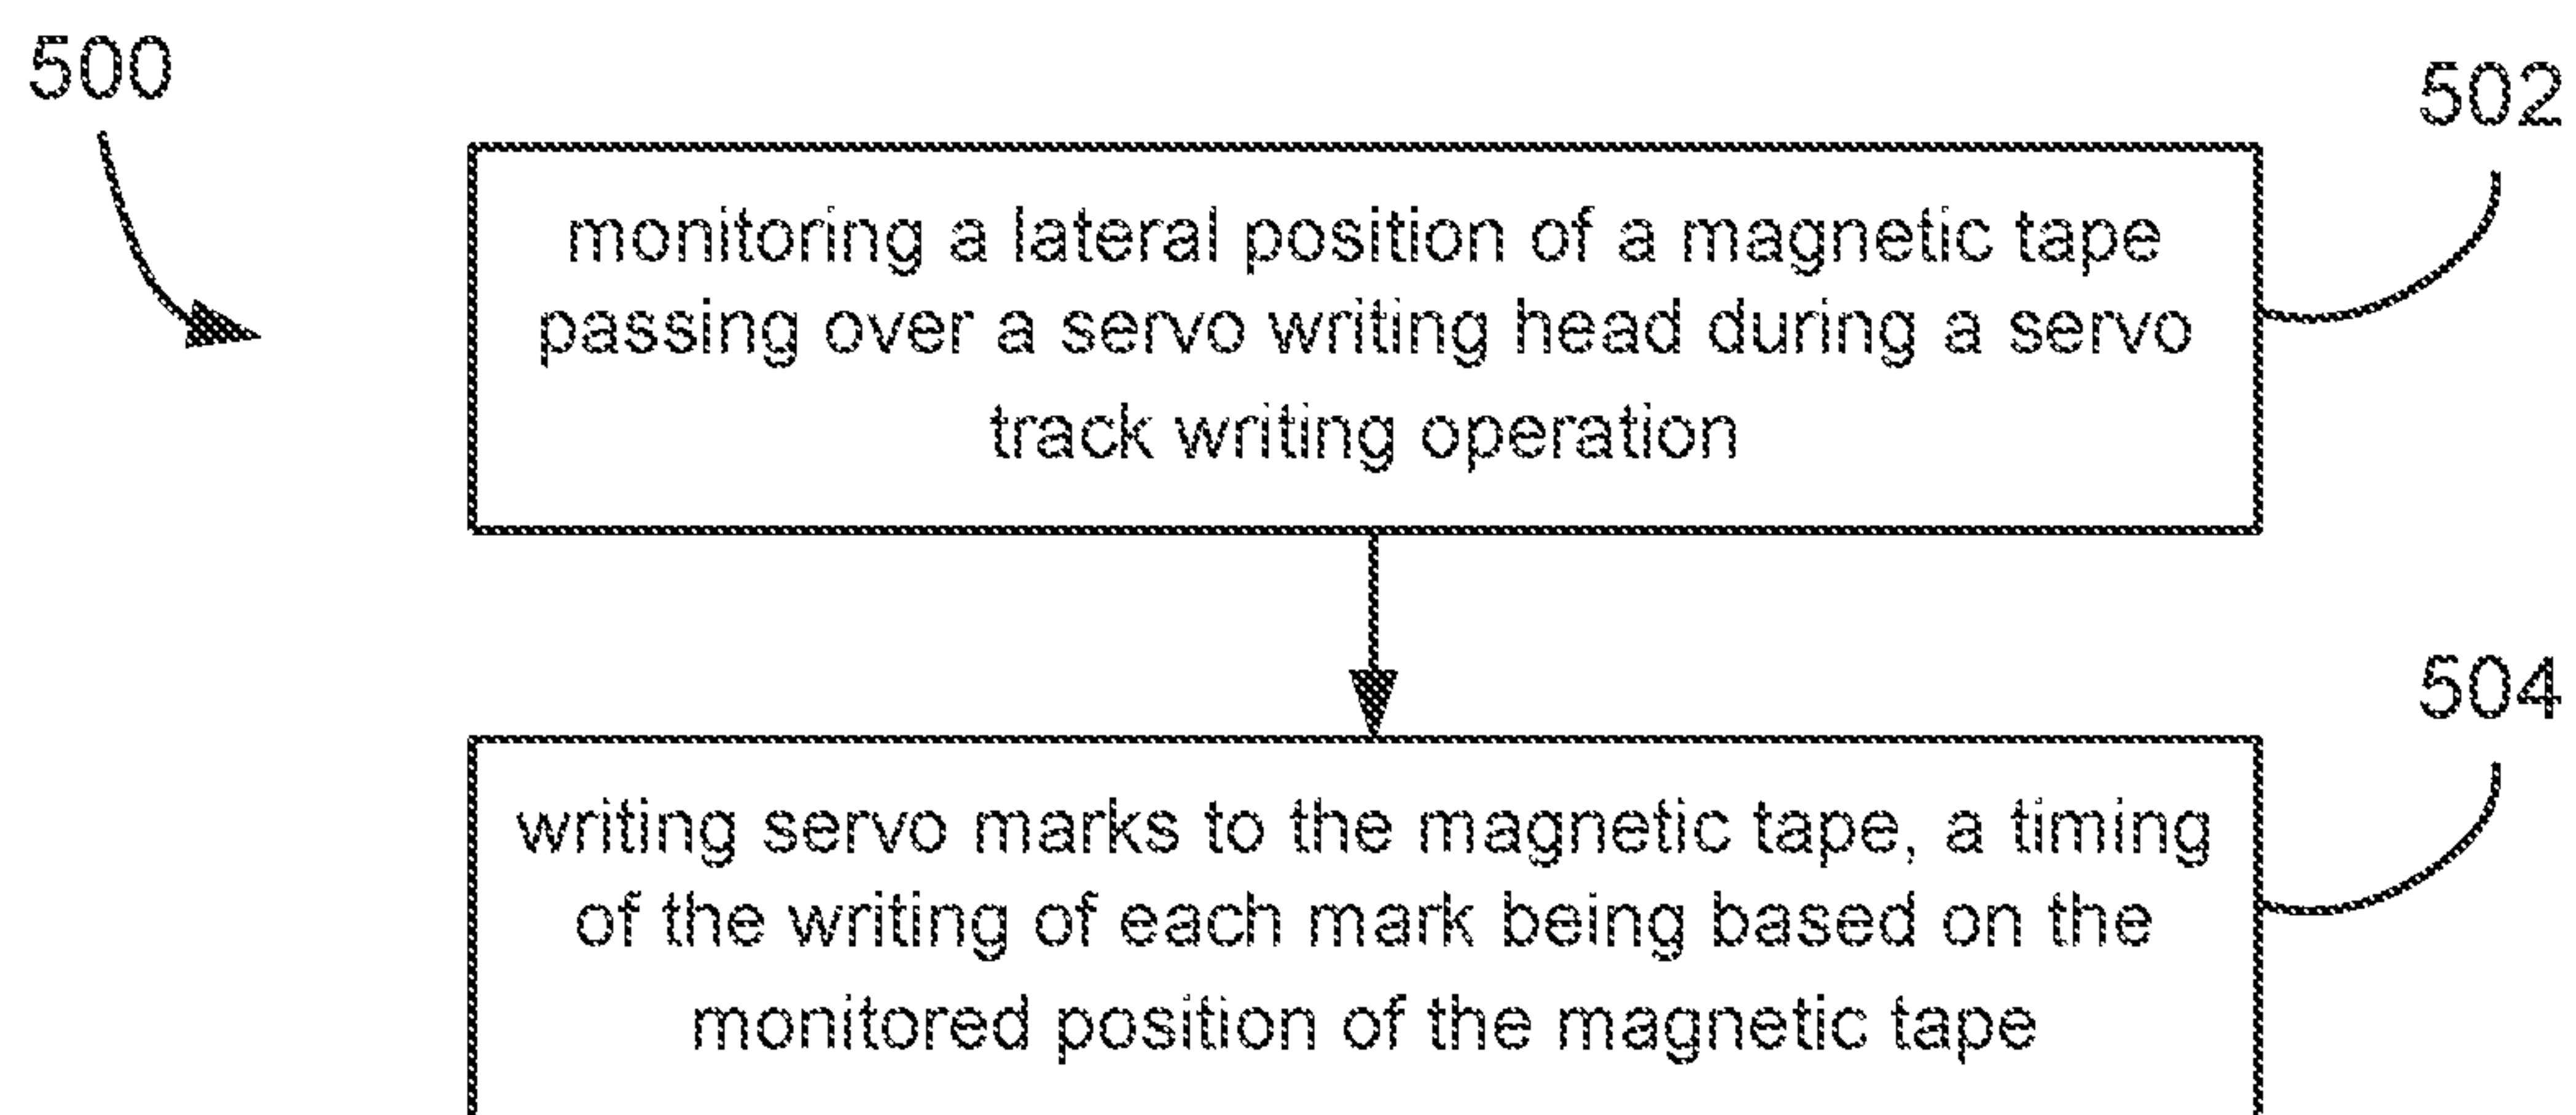 500
502
monitoring a lateral position of a magnetic tape
passing over a servo writing head during a servo
track writing operation
504
writing servo marks to the magnetic tape, a timing
of the writing of each mark being based on the
monitored position of the magnetic tape